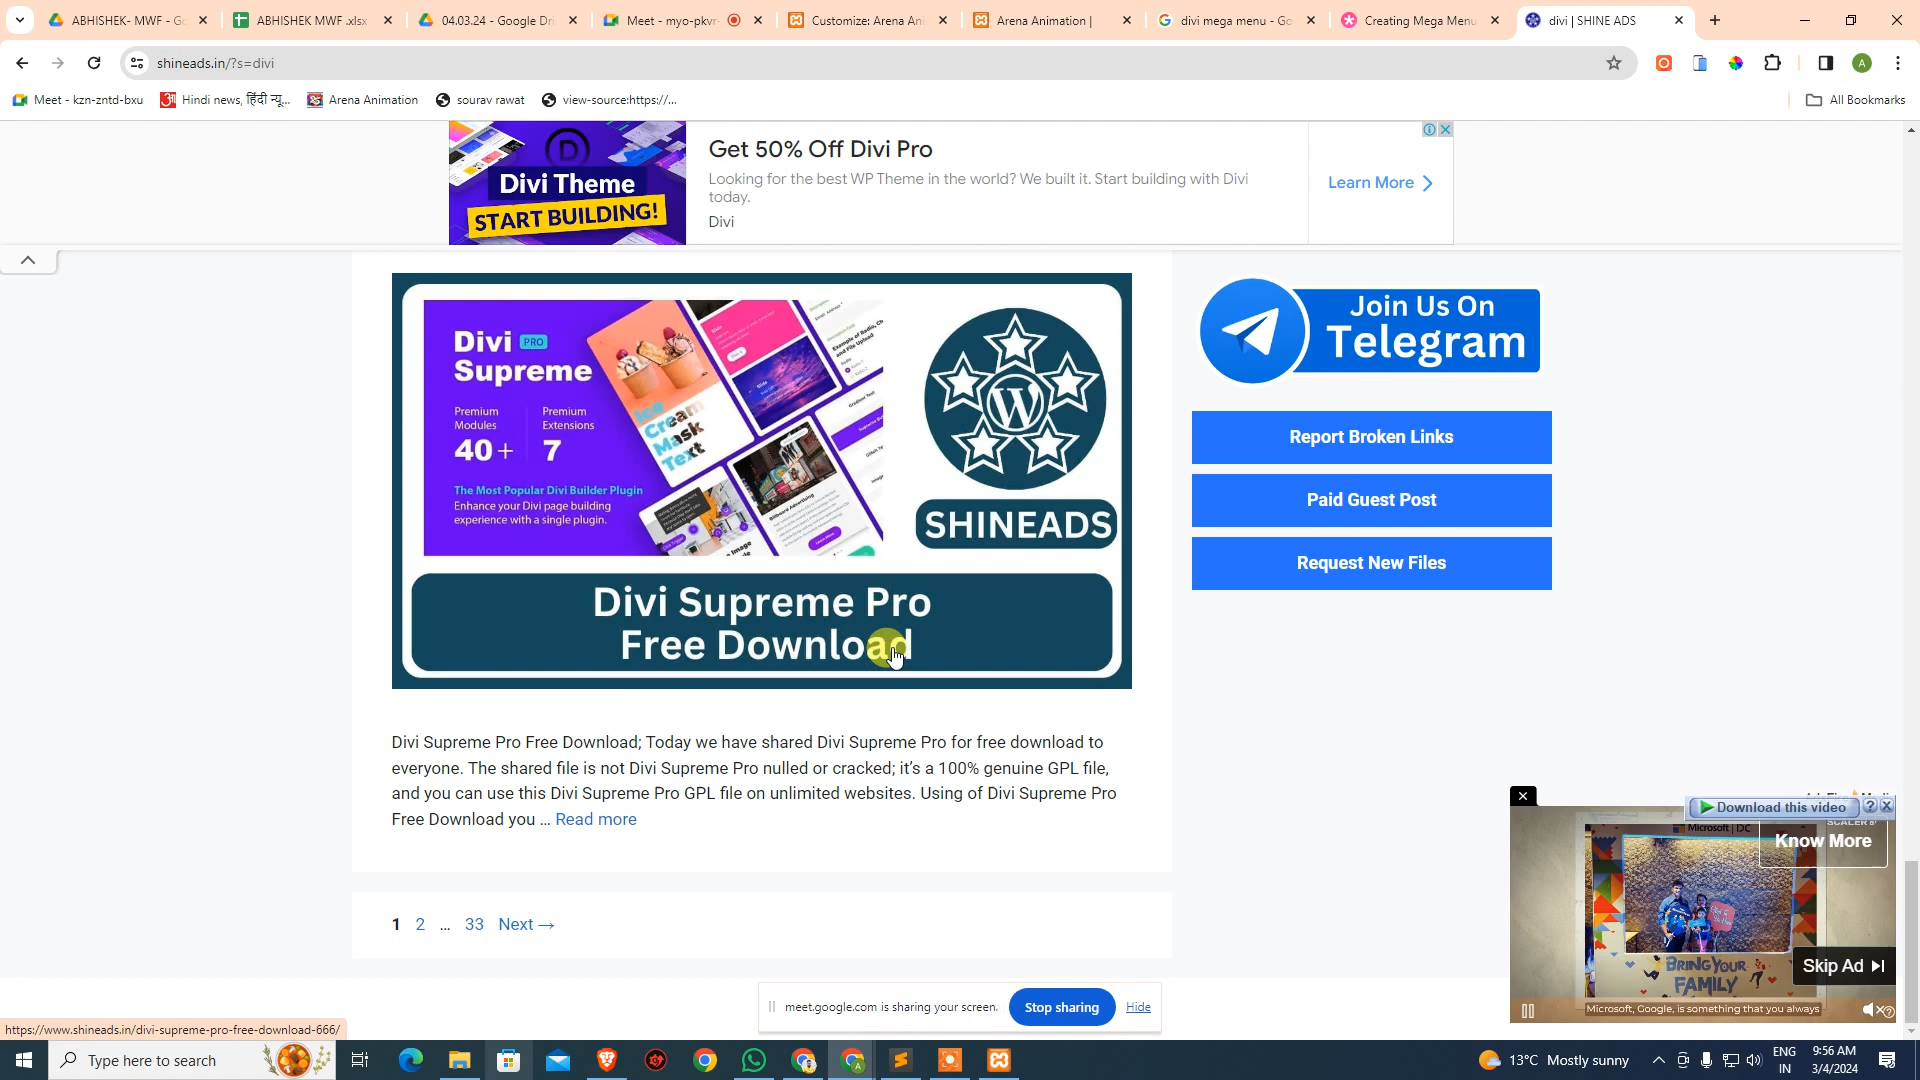 ABHISHEK- MWF - Go
ABHISHEK MWF .xlsx
04.03.24 - Google Dri
Meet - myo-pkvr-
Customize: Arena Ani
Arena Animation |
divi mega menu - Go
Creating Mega Menu
divi | SHINE ADS
shineads.in/?s=divi
A
Meet - kzn-zntd-bxu
Hindi news, हिंदी न्यू...
Arena Animation
sourav rawat
view-source:https://...
All Bookmarks
D
Divi Theme
START BUILDING!
Get 50% Off Divi Pro
Looking for the best WP Theme in the world? We built it. Start building with Divi
today.
Divi
Learn More
Divi PRO
Supreme
Premium
Modules
40+
Premium
Extensions
7
The Most Popular Divi Builder Plugin
Enhance your Divi page building
experience with a single plugin.
Ice
Cream
Mask
Text
SHINEADS
Divi Supreme Pro
Free Download
Join Us On
Telegram
Report Broken Links
Paid Guest Post
Request New Files
Divi Supreme Pro Free Download; Today we have shared Divi Supreme Pro for free download to
everyone. The shared file is not Divi Supreme Pro nulled or cracked; it's a 100% genuine GPL file,
and you can use this Divi Supreme Pro GPL file on unlimited websites. Using of Divi Supreme Pro
Free Download you ... Read more
1 2 ... 33 Next →
Download this video
Microsoft | IDC
Know More
BRING YOUR
FAMILY
Skip Ad
Microsoft, Google, is something that you always
meet.google.com is sharing your screen.
Stop sharing
Hide
https://www.shineads.in/divi-supreme-pro-free-download-666/
Type here to search
13°C Mostly sunny
ENG
IN
9:56 AM
3/4/2024